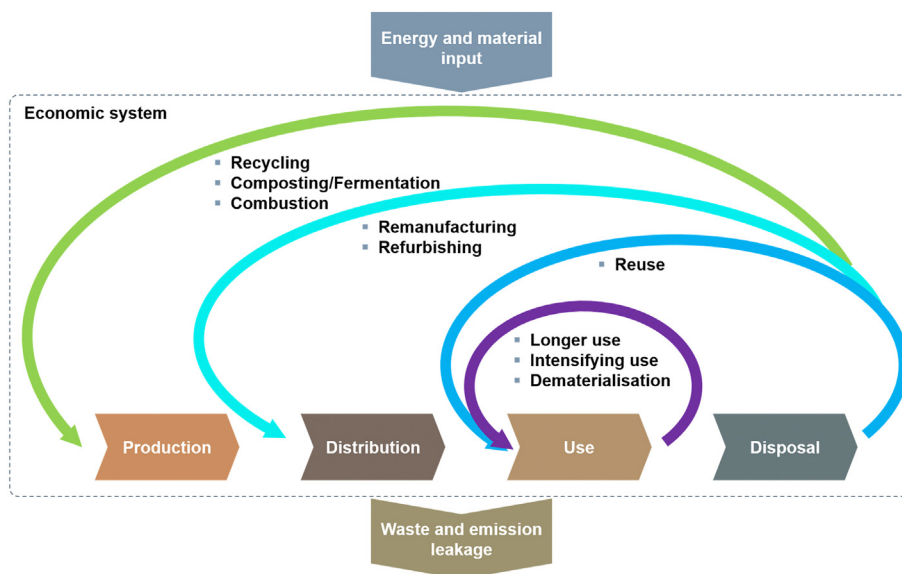 Energy and material
input
Economic system
Recycling
Composting/Fermentation
Combustion
Remanufacturing
Refurbishing
Reuse
Longer use
Intensifying use
Dematerialisation
Production
Distribution
Use
Disposal
Waste and emission
leakage